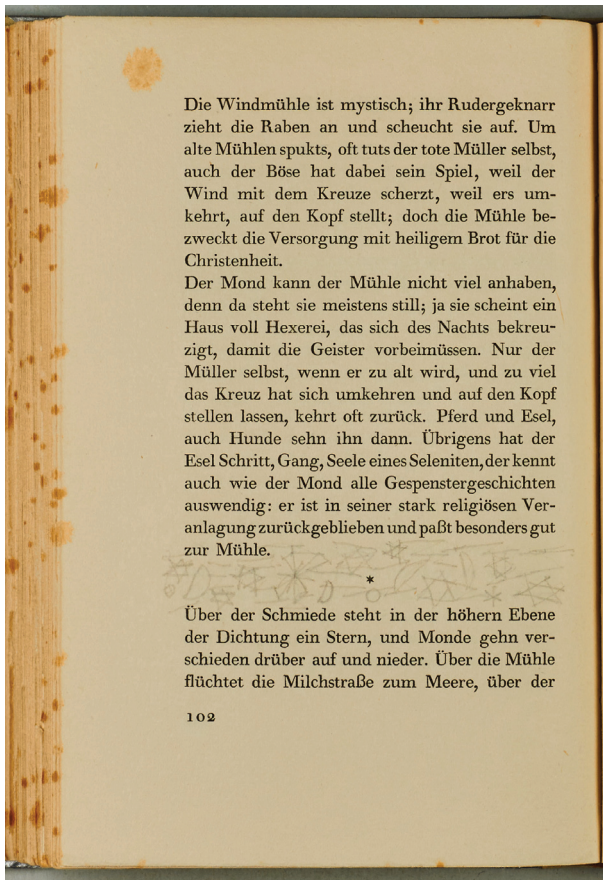 Die Windmühle ist mystisch; ihr Rudergeknarr
zieht die Raben an und scheucht sie auf. Um
alte Mühlen spukts, oft tuts der tote Müller selbst,
auch der Böse hat dabei sein Spiel, weil der
Wind mit dem Kreuze scherzt, weil ers um-
kehrt, auf den Kopf stellt; doch die Mühle be-
zweckt die Versorgung mit heiligem Brot für die
Christenheit.
Der Mond kann der Mühle nicht viel anhaben,
denn da steht sie meistens still; ja sie scheint ein
Haus voll Hexerei, das sich des Nachts bekreu-
zigt, damit die Geister vorbeimüssen. Nur der
Müller selbst, wenn er zu alt wird, und zu viel
das Kreuz hat sich umkehren und auf den Kopf
stellen lassen, kehrt oft zurück. Pferd und Esel,
auch Hunde sehn ihn dann. Übrigens hat der
Esel Schritt, Gang, Seele eines Seleniten, der kennt
auch wie der Mond alle Gespenstergeschichten
auswendig: er ist in seiner stark religiösen Ver-
anlagung zurückgeblieben und paßt besonders gut
zur Mühle.
*
Über der Schmiede steht in der höhern Ebene
der Dichtung ein Stern, und Monde gehn ver-
schieden drüber auf und nieder. Über die Mühle
flüchtet die Milchstraße zum Meere, über der
102